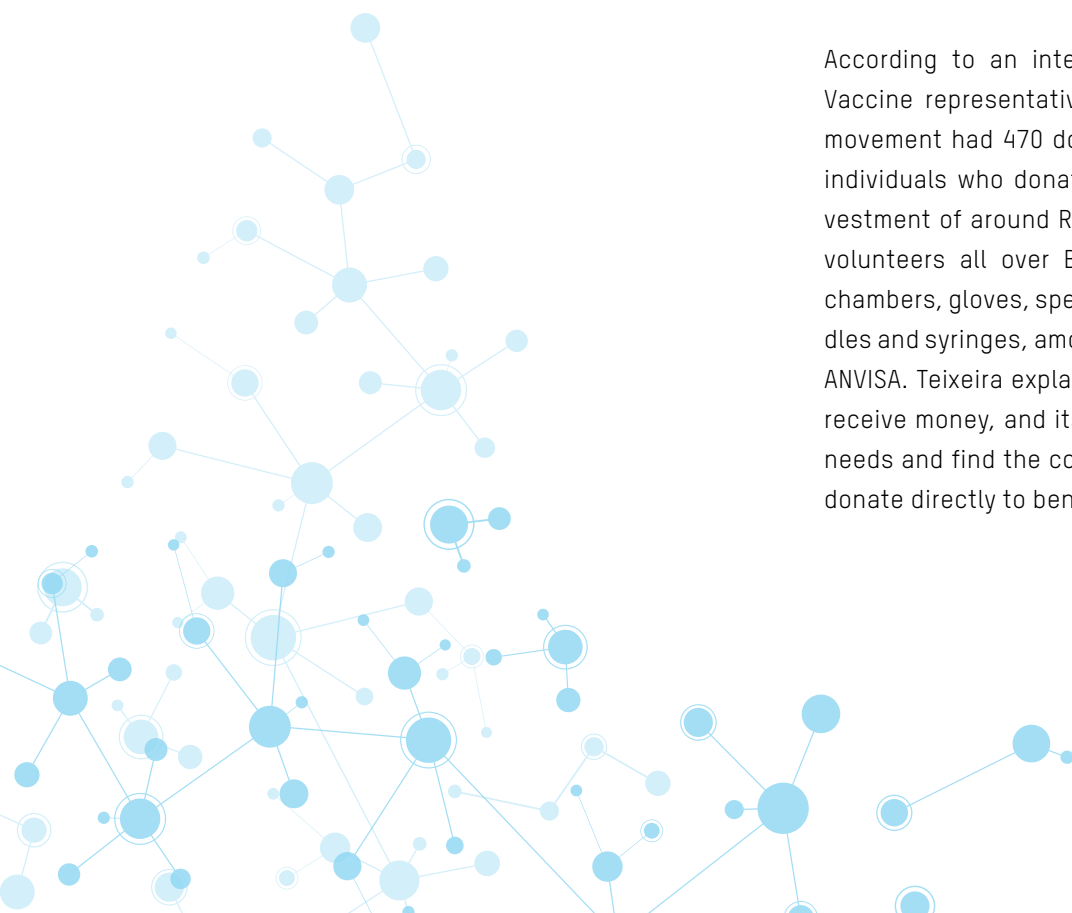 According to an inte
Vaccine representativ
movement had 470 do
individuals who dona
vestment of around R
volunteers all over
chambers, gloves, spe
dles and syringes, amo
ANVISA. Teixeira expla
receive money, and it
needs and find the co
donate directly to ben